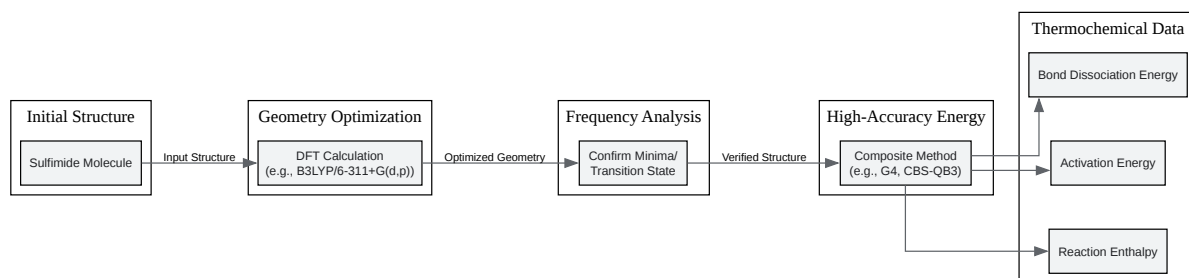 Initial Structure
Sulfimide Molecule
Input Structure
Geometry Optimization
DFT Calculation
(e.g., B3LYP/6-311+G(d,p))
Optimized Geometry
Frequency Analysis
Confirm Minima/
Transition State
Verified Structure
High-Accuracy Energy
Composite Method
(e.g., G4, CBS-QB3)
Thermochemical Data
Bond Dissociation Energy
Activation Energy
Reaction Enthalpy